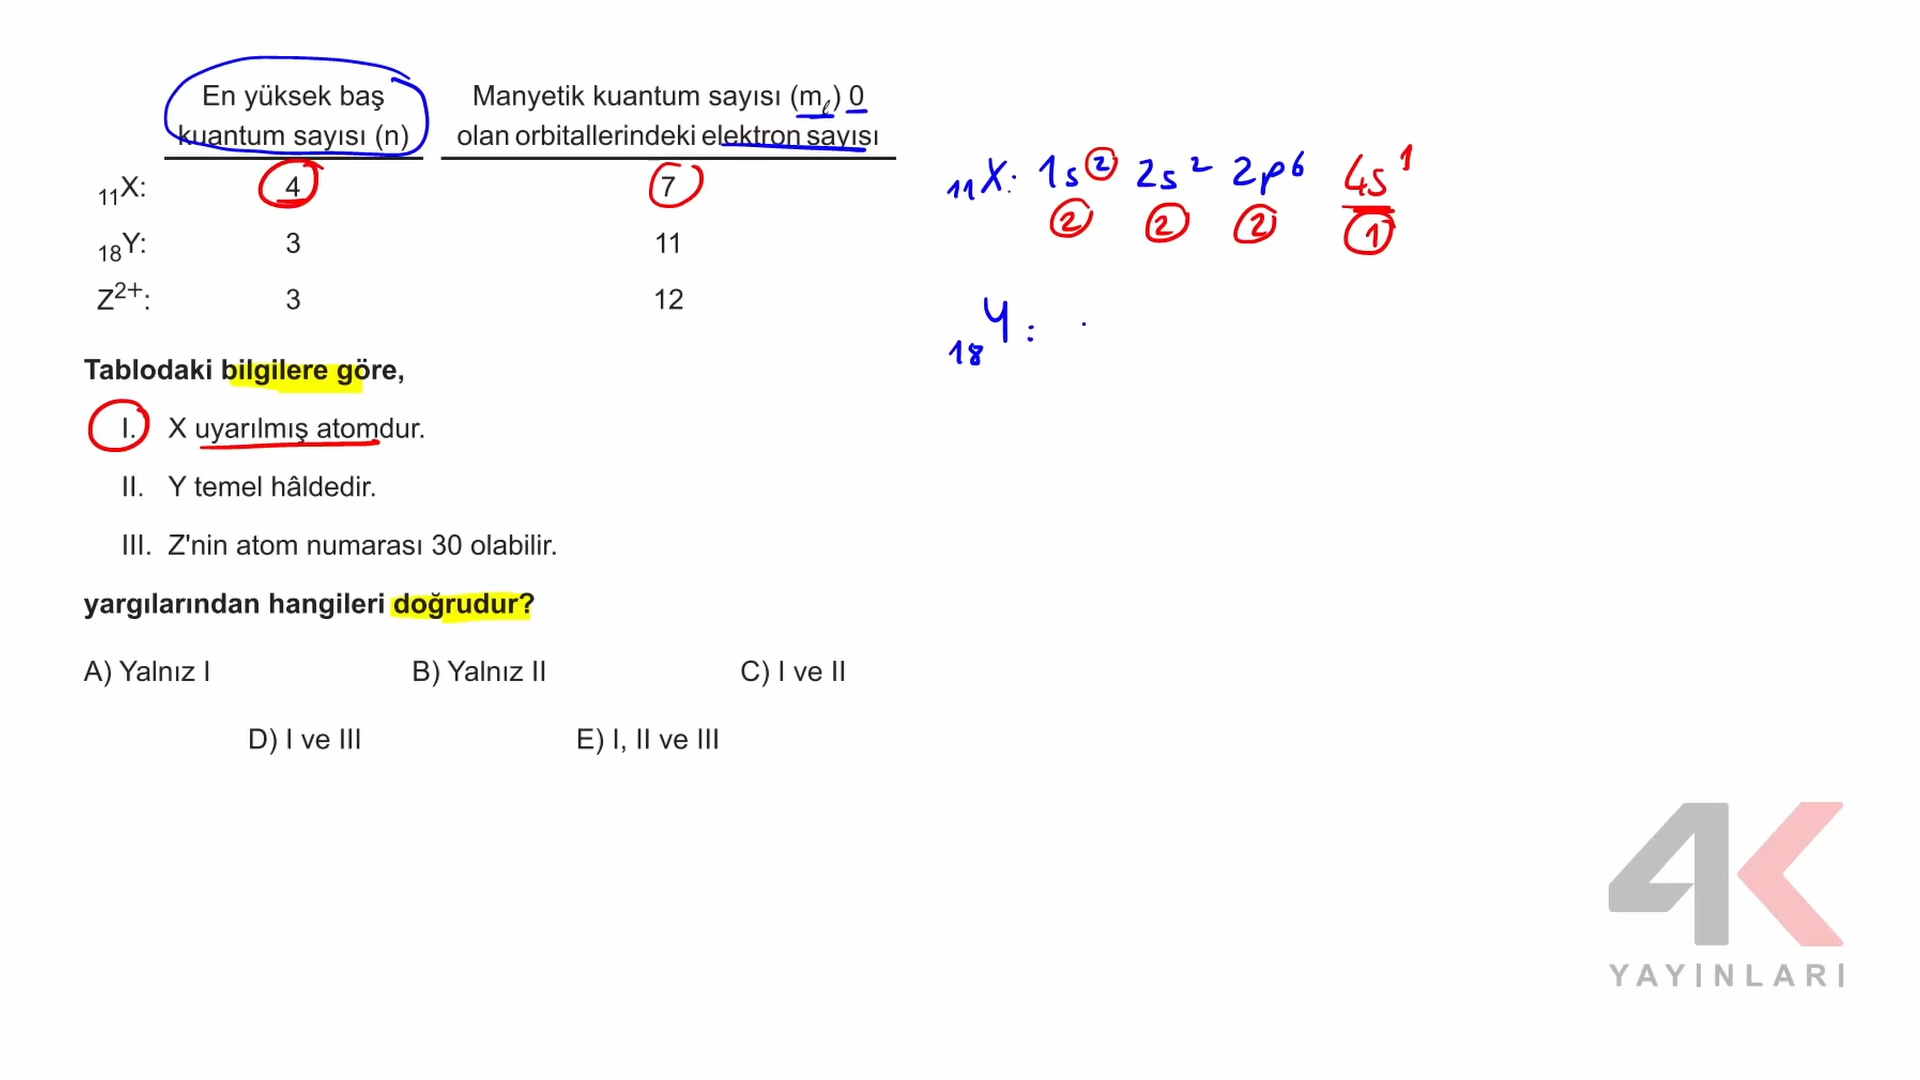 En yüksek baş kuantum sayısı (n)
Manyetik kuantum sayısı (mℓ) 0 olan orbitallerindeki elektron sayısı
₁₁X: 4 7
₁₈Y: 3 11
Z²⁺: 3 12
Tablodaki bilgilere göre,
I. X uyarılmış atomdur.
II. Y temel hâldedir.
III. Z'nin atom numarası 30 olabilir.
yargılarından hangileri doğrudur?
A) Yalnız I B) Yalnız II C) I ve II
D) I ve III E) I, II ve III
₁₁X: 1s² 2s² 2p⁶ 4s¹
2 2 2 1
₁₈Y:
4K
YAYINLARI